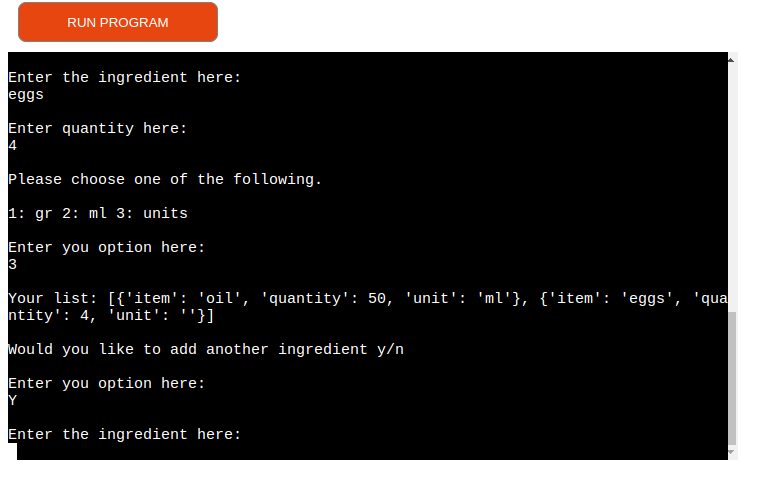 RUN PROGRAM
Enter the ingredient here:
eggs
Enter quantity here:
4
Please choose one of the following.
1: gr 2: ml 3: units
Enter you option here:
3
Your list: [{'item': 'oil', 'quantity': 50, 'unit': 'ml'}, {'item': 'eggs', 'qua
ntity': 4, 'unit': ''}]
Would you like to add another ingredient y/n
Enter you option here:
Y
Enter the ingredient here: